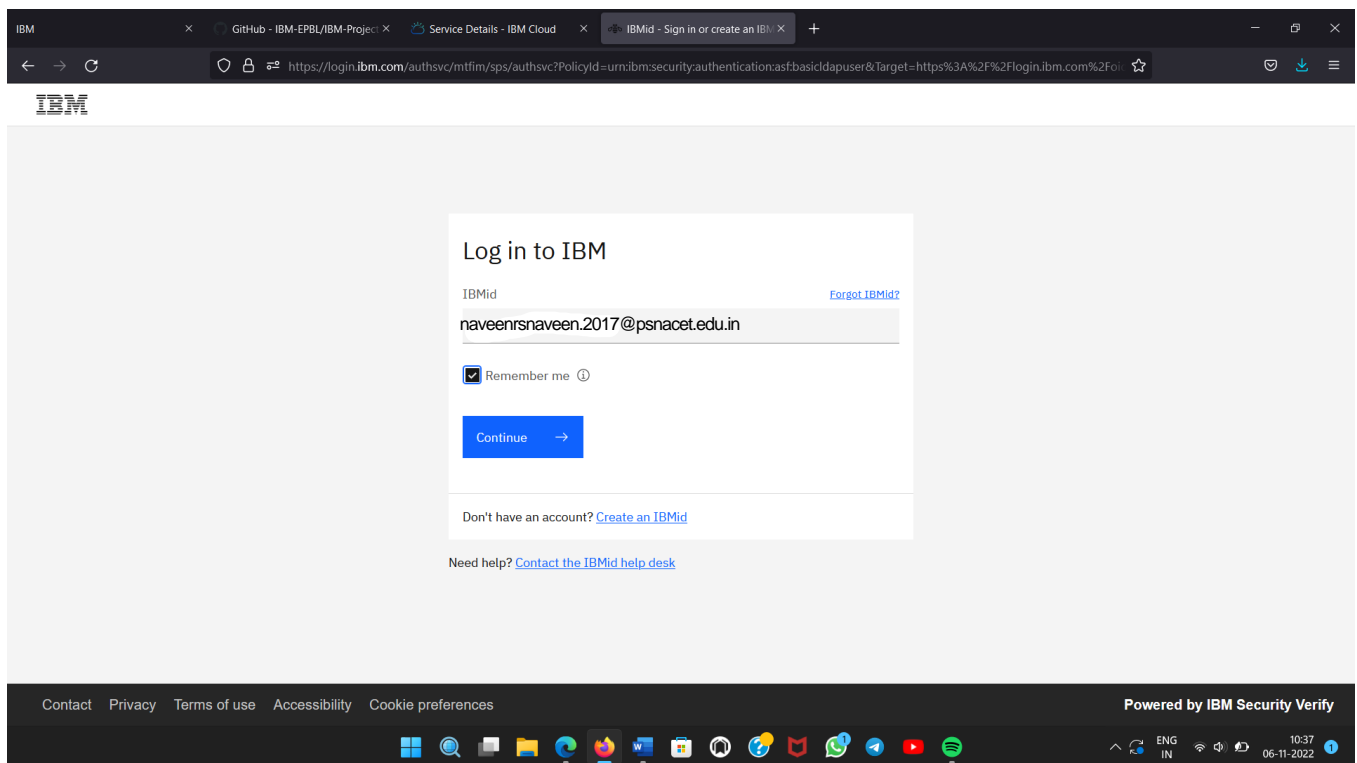 IBM
GitHub - IBM-EPBL/IBM-Project
Service Details - IBM Cloud
IBMid - Sign in or create an IBM
https://login.ibm.com/authsvc/mtfim/sps/authsvc?PolicyId=urn:ibm:security:authentication:asf:basicldapuser&Target=https%3A%2F%2Flogin.ibm.com%2Foi
IBM
Log in to IBM
IBMid
Forgot IBMid?
naveenrsnaveen.2017@psnacet.edu.in
Remember me
Continue
Don't have an account? Create an IBMid
Need help? Contact the IBMid help desk
Contact Privacy Terms of use Accessibility Cookie preferences
Powered by IBM Security Verify
1
ENG
IN
10:37
06-11-2022
1